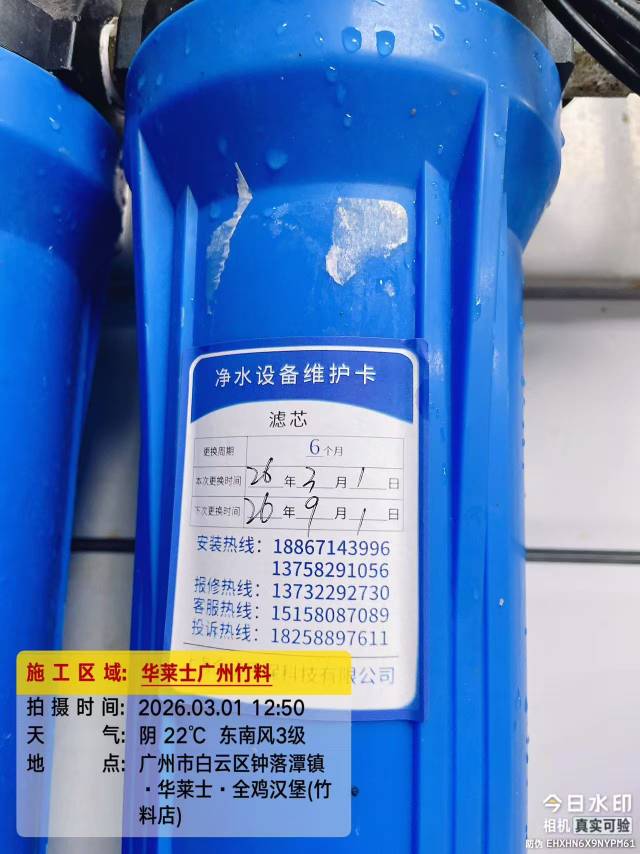 净水设备维护卡
滤芯
更换周期 6个月
本次更换时间 26年3月1日
下次更换时间 26年9月1日
安装热线：18867143996
13758291056
报修热线：13732292730
客服热线：15158087089
投诉热线：18258897611
科技有限公司
施工区域：华莱士广州竹料
拍摄时间：2026.03.01 12:50
天气：阴 22℃ 东南风3级
地点：广州市白云区钟落潭镇
·华莱士·全鸡汉堡(竹
料店)
今日水印
相机 真实可验
防伪 EHXHN6X9NYPM61